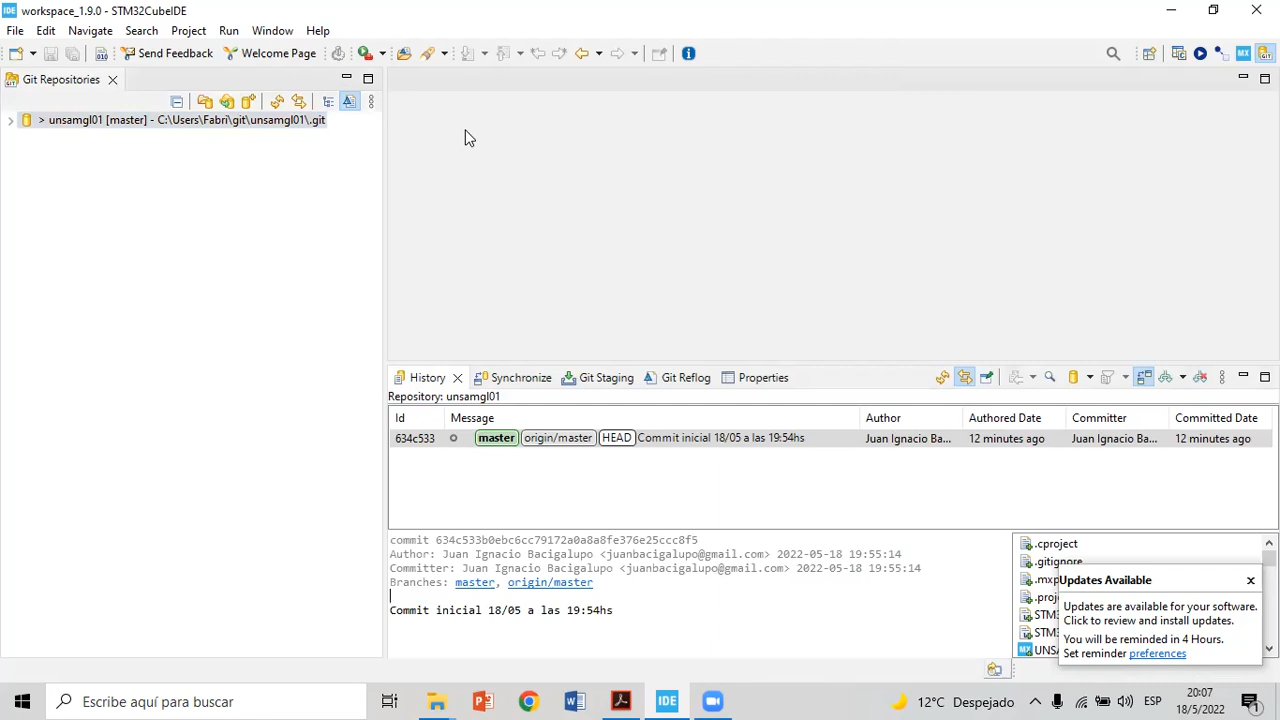 workspace_1.9.0 - STM32CubeIDE
File Edit Navigate Search Project Run Window Help
Send Feedback Welcome Page
Git Repositories
> unsamgl01 [master] - C:\Users\Fabri\git\unsamgl01\.git
History Synchronize Git Staging Git Reflog Properties
Repository: unsamgl01
Id Message Author Authored Date Committer Committed Date
634c533 master origin/master HEAD Commit inicial 18/05 a las 19:54hs Juan Ignacio Ba... 12 minutes ago Juan Ignacio Ba... 12 minutes ago
commit 634c533b0ebc6cc79172a0a8a8fe376e25ccc8f5
Author: Juan Ignacio Bacigalupo <juanbacigalupo@gmail.com> 2022-05-18 19:55:14
Committer: Juan Ignacio Bacigalupo <juanbacigalupo@gmail.com> 2022-05-18 19:55:14
Branches: master, origin/master
Commit inicial 18/05 a las 19:54hs
.cproject
.gitignore
.mxp
.proj
STM3
STM3
UNSA
Updates Available
Updates are available for your software.
Click to review and install updates.
You will be reminded in 4 Hours.
Set reminder preferences
Escribe aquí para buscar
12°C Despejado
ESP
20:07
18/5/2022